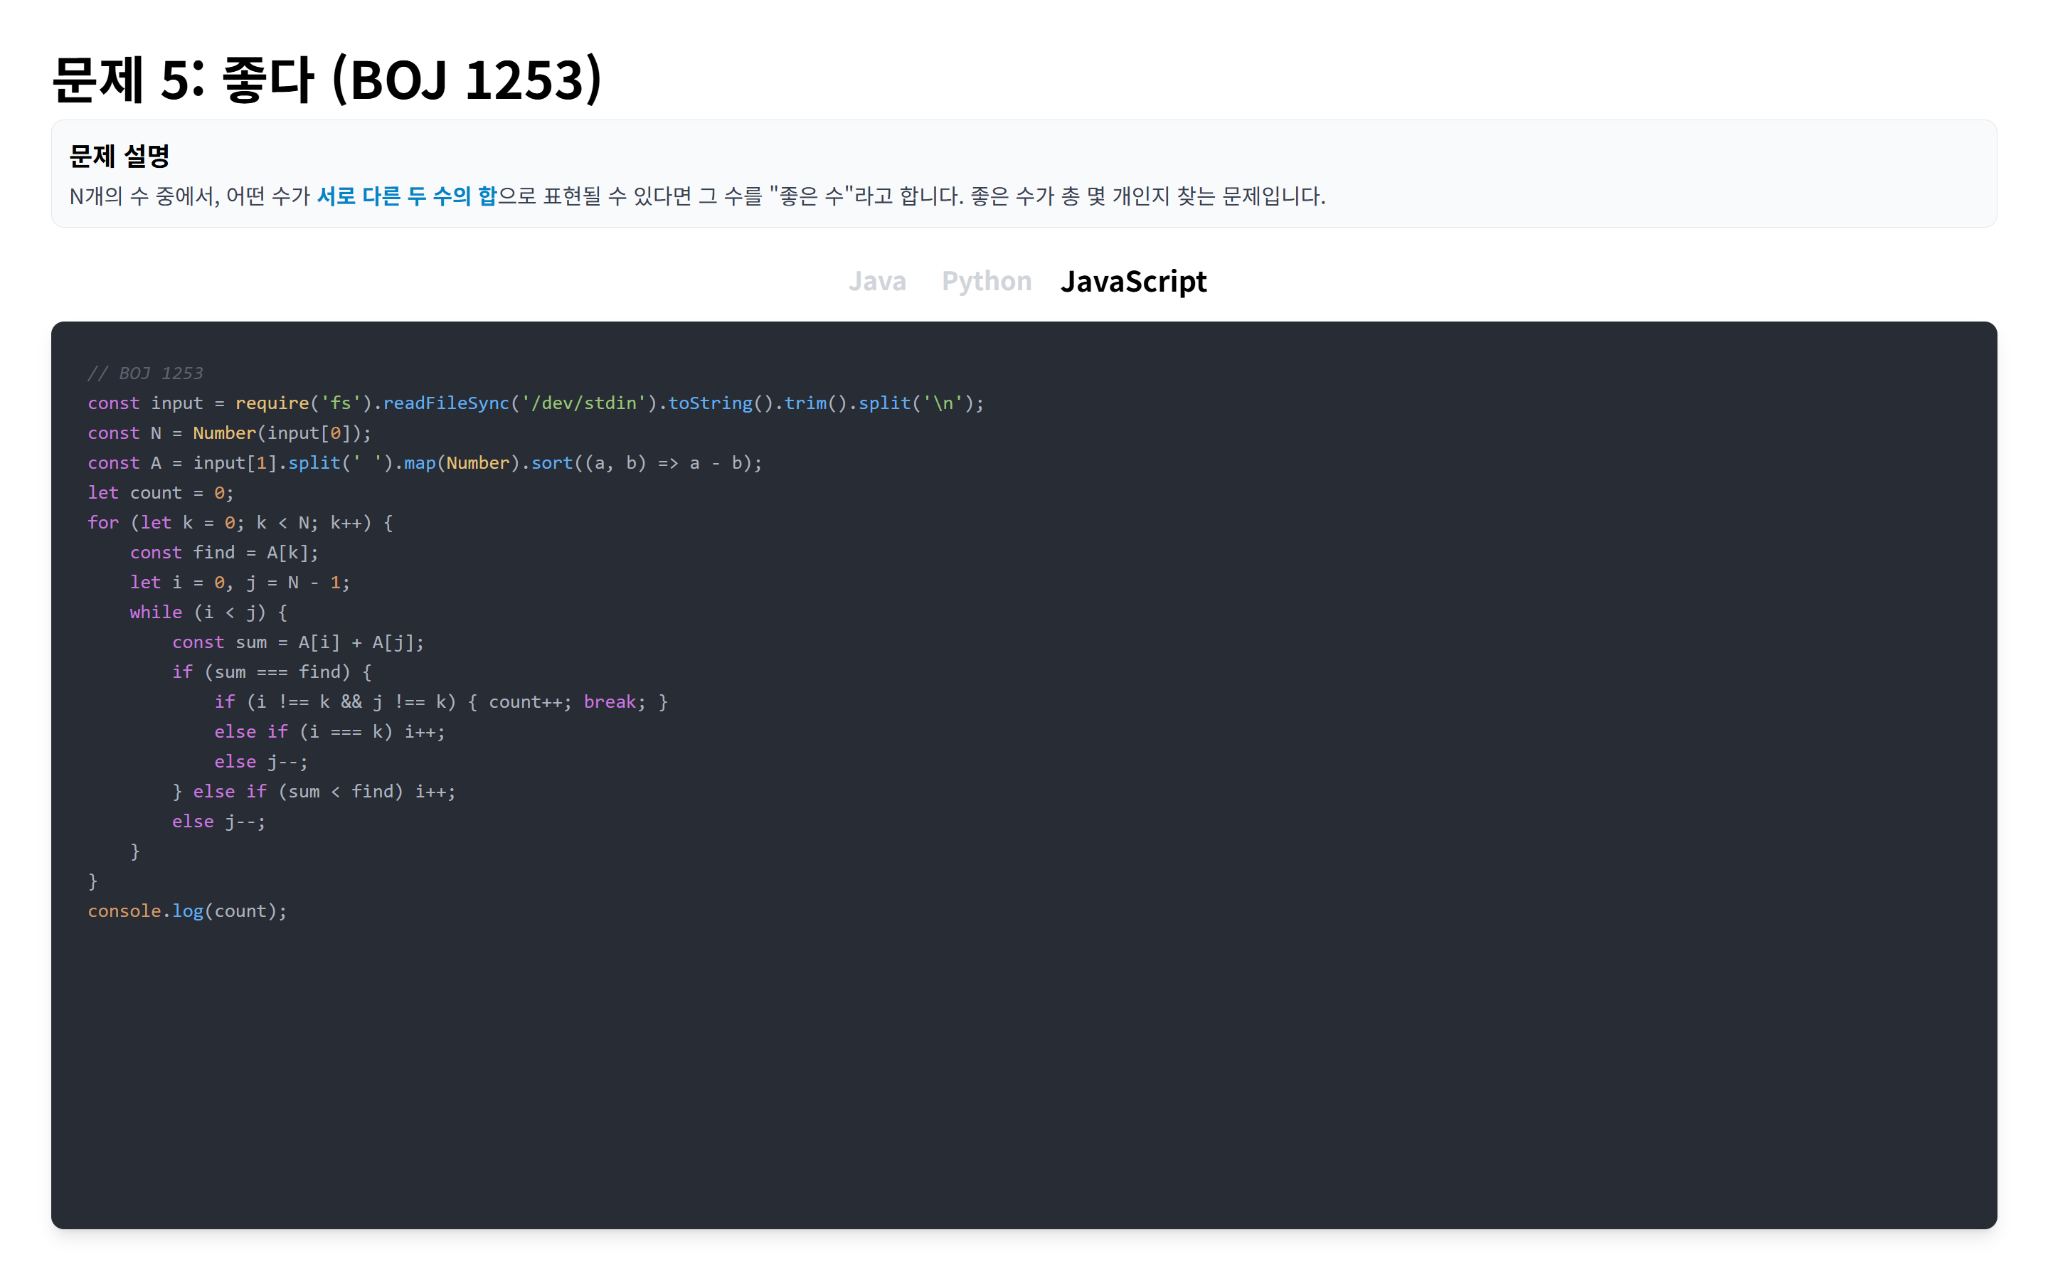 문제 5: 좋다 (BOJ 1253)
문제 설명
N개의 수 중에서, 어떤 수가 서로 다른 두 수의 합으로 표현될 수 있다면 그 수를 "좋은 수"라고 합니다. 좋은 수가 총 몇 개인지 찾는 문제입니다.
Java Python JavaScript
// BOJ 1253
const input = require('fs').readFileSync('/dev/stdin').toString().trim().split('\n');
const N = Number(input[0]);
const A = input[1].split(' ').map(Number).sort((a, b) => a - b);
let count = 0;
for (let k = 0; k < N; k++) {
    const find = A[k];
    let i = 0, j = N - 1;
    while (i < j) {
        const sum = A[i] + A[j];
        if (sum === find) {
            if (i !== k && j !== k) { count++; break; }
            else if (i === k) i++;
            else j--;
        } else if (sum < find) i++;
        else j--;
    }
}
console.log(count);